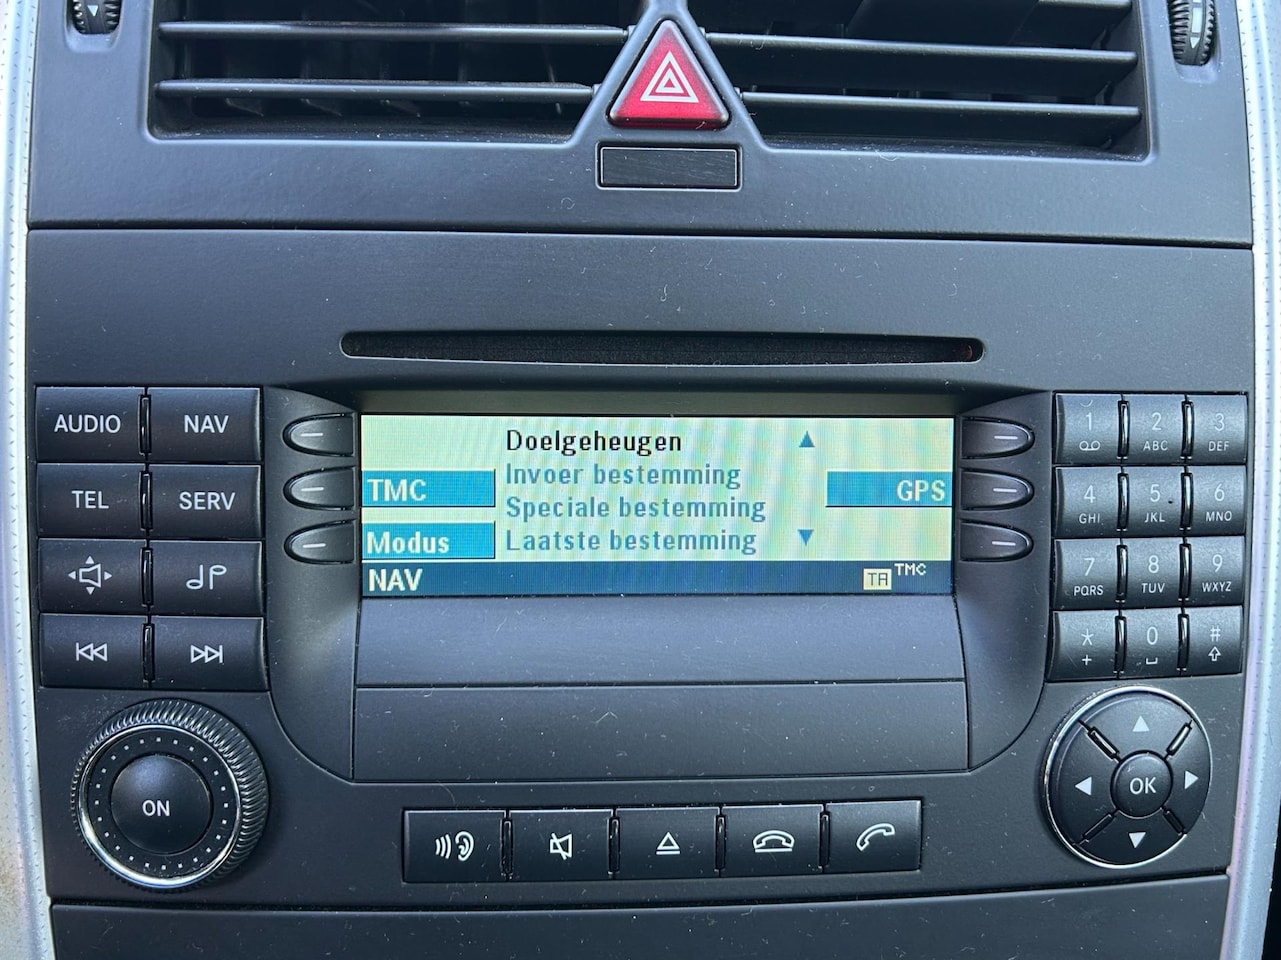 AUDIO NAV
TEL SERV
ON
Doelgeheugen
Invoer bestemming
TMC GPS
Speciale bestemming
Modus Laatste bestemming
NAV TA TMC
1 2 ABC 3 DEF
4 GHI 5 JKL 6 MNO
7 PQRS 8 TUV 9 WXYZ
* + 0 #
OK